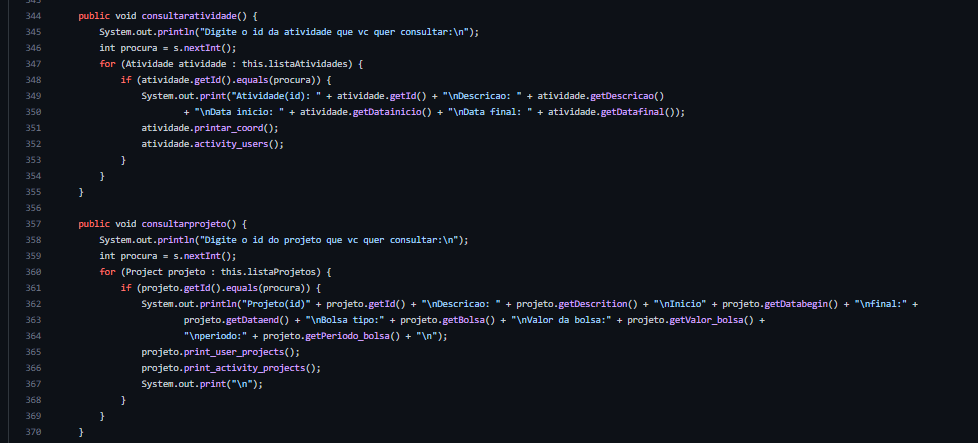 344 public void consultaratividade() {
345 System.out.println("Digite o id da atividade que vc quer consultar:\n");
346 int procura = s.nextInt();
347 for (Atividade atividade : this.listaAtividades) {
348 if (atividade.getId().equals(procura)) {
349 System.out.print("Atividade(id): " + atividade.getId() + "\nDescricao: " + atividade.getDescricao()
350 + "\nData inicio: " + atividade.getDatainicio() + "\nData final: " + atividade.getDatafinal());
351 atividade.printar_coord();
352 atividade.activity_users();
353 }
354 }
355 }
356
357 public void consultarprojeto() {
358 System.out.println("Digite o id do projeto que vc quer consultar:\n");
359 int procura = s.nextInt();
360 for (Project projeto : this.listaProjetos) {
361 if (projeto.getId().equals(procura)) {
362 System.out.println("Projeto(id)" + projeto.getId() + "\nDescricao: " + projeto.getDescrition() + "\nInicio" + projeto.getDatabegin() + "\nfinal:" +
363 projeto.getDataend() + "\nBolsa tipo:" + projeto.getBolsa() + "\nValor da bolsa:" + projeto.getValor_bolsa() +
364 "\nperiodo:" + projeto.getPeriodo_bolsa() + "\n");
365 projeto.print_user_projects();
366 projeto.print_activity_projects();
367 System.out.print("\n");
368 }
369 }
370 }